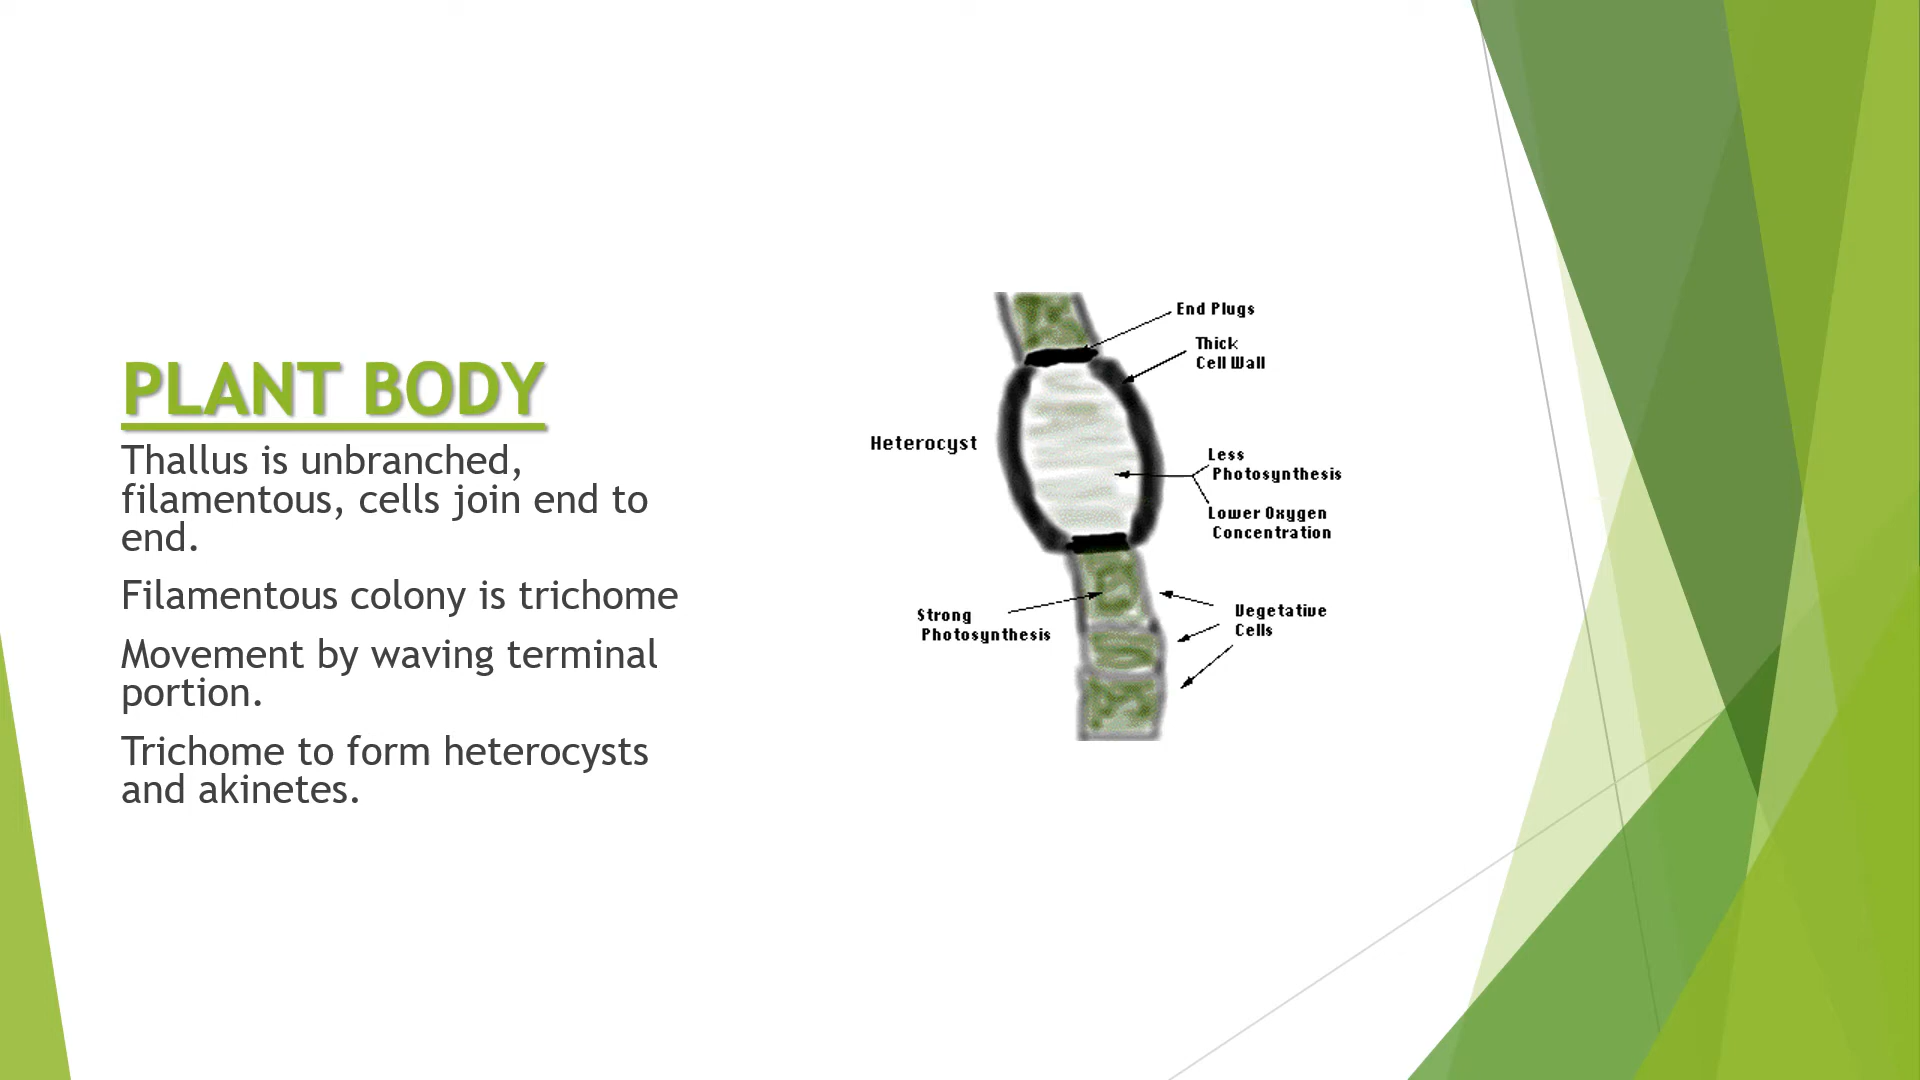 PLANT BODY
Thallus is unbranched,
filamentous, cells join end to
end.
Filamentous colony is trichome
Movement by waving terminal
portion.
Trichome to form heterocysts
and akinetes.
End Plugs
Thick
Cell Wall
Heterocyst
Less
Photosynthesis
Lower Oxygen
Concentration
Strong
Photosynthesis
Vegetative
Cells